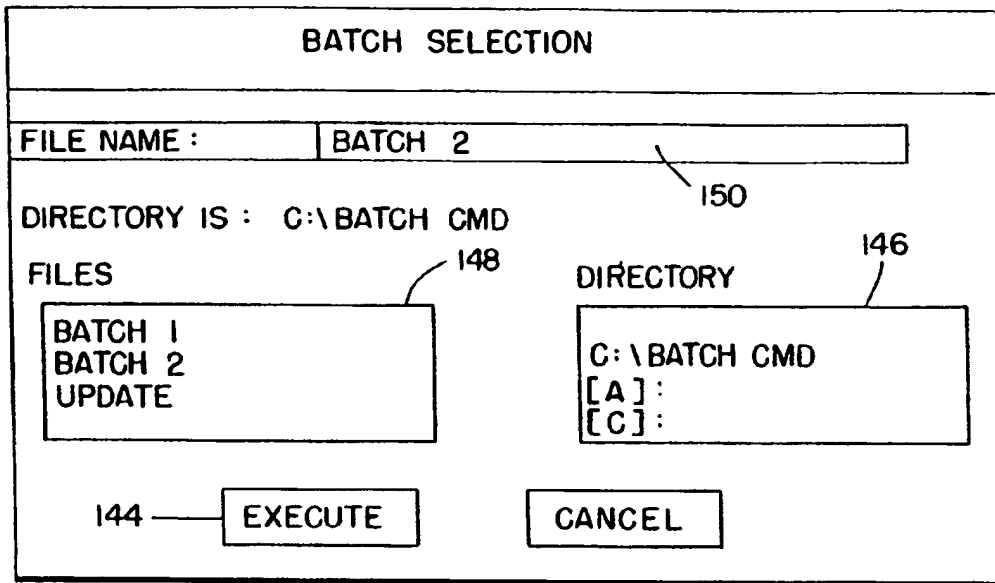 BATCH SELECTION
FILE NAME : BATCH 2
150
DIRECTORY IS : C:\BATCH CMD
FILES 148 DIRECTORY 146
BATCH 1
BATCH 2
UPDATE
C:\BATCH CMD
[A]:
[C]:
144 EXECUTE CANCEL